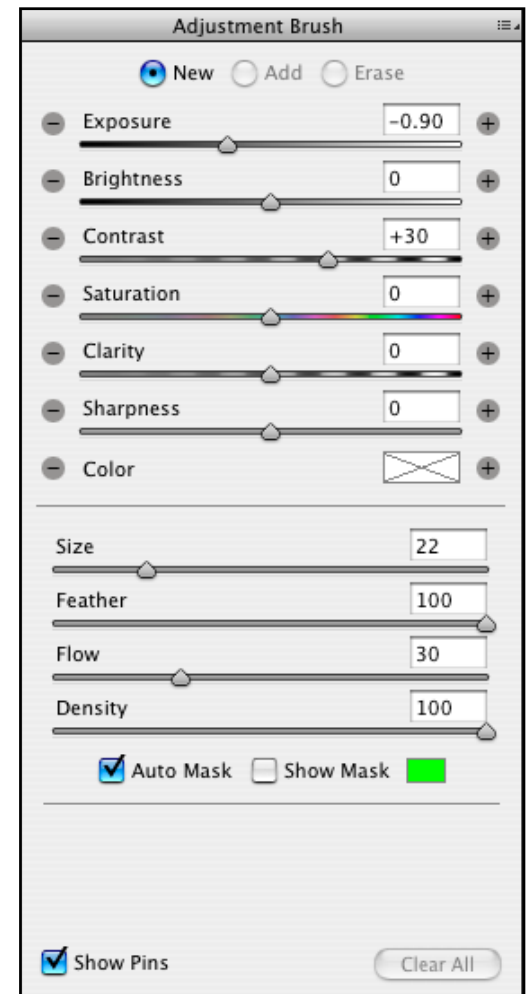 Adjustment Brush
New Add Erase
Exposure -0.90
Brightness 0
Contrast +30
Saturation 0
Clarity 0
Sharpness 0
Color
Size 22
Feather 100
Flow 30
Density 100
Auto Mask Show Mask
Show Pins Clear All